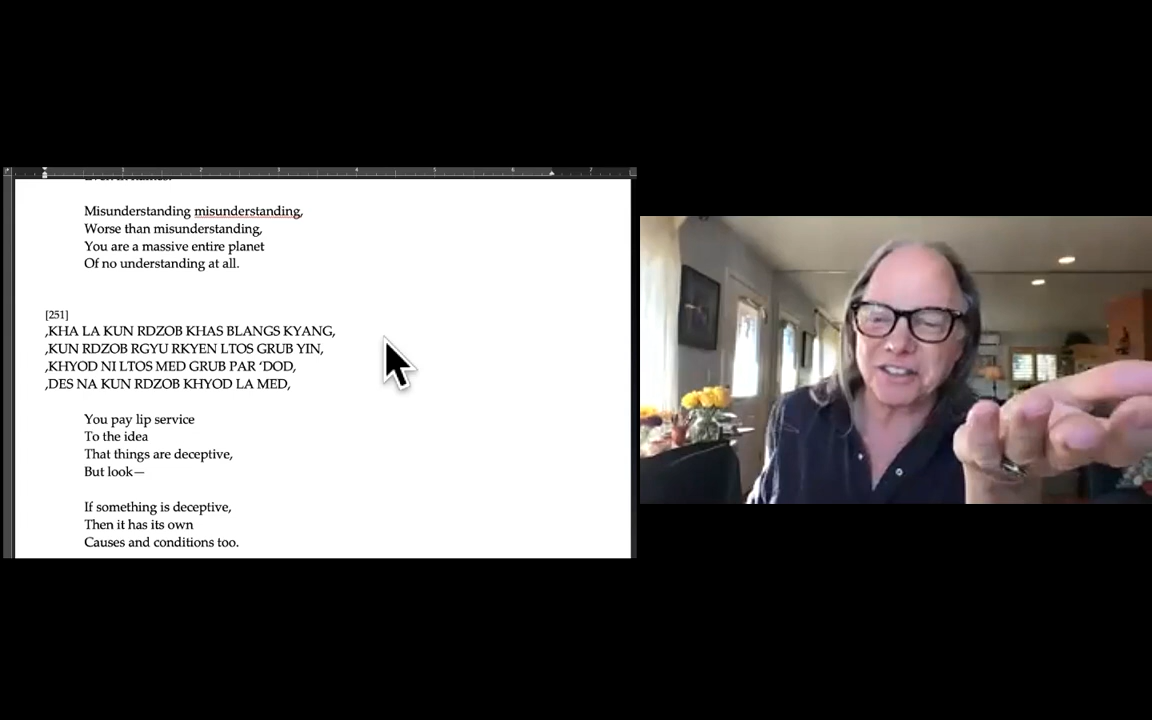 Misunderstanding misunderstanding,
Worse than misunderstanding,
You are a massive entire planet
Of no understanding at all.
[251]
,KHA LA KUN RDZOB KHAS BLANGS KYANG,
,KUN RDZOB RGYU RKYEN LTOS GRUB YIN,
,KHYOD NI LTOS MED GRUB PAR ‘DOD,
,DES NA KUN RDZOB KHYOD LA MED,
You pay lip service
To the idea
That things are deceptive,
But look—
If something is deceptive,
Then it has its own
Causes and conditions too.